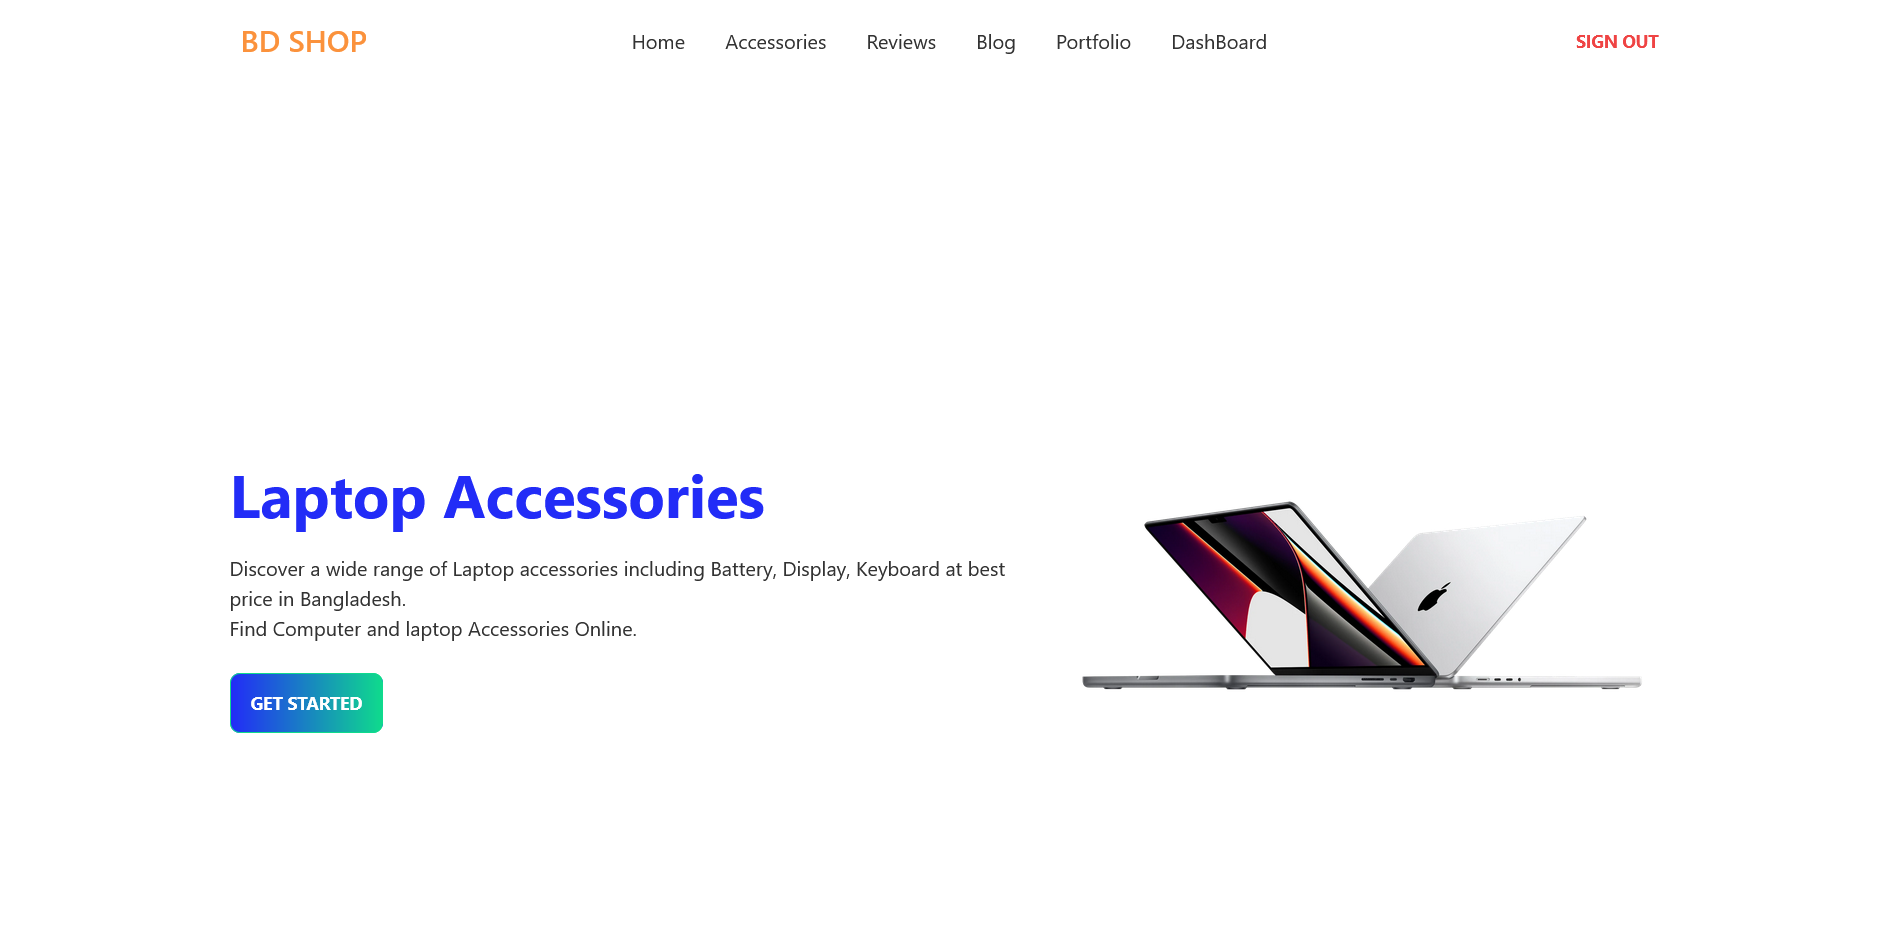 BD SHOP
Home Accessories Reviews Blog Portfolio DashBoard
SIGN OUT
Laptop Accessories
Discover a wide range of Laptop accessories including Battery, Display, Keyboard at best
price in Bangladesh.
Find Computer and laptop Accessories Online.
GET STARTED